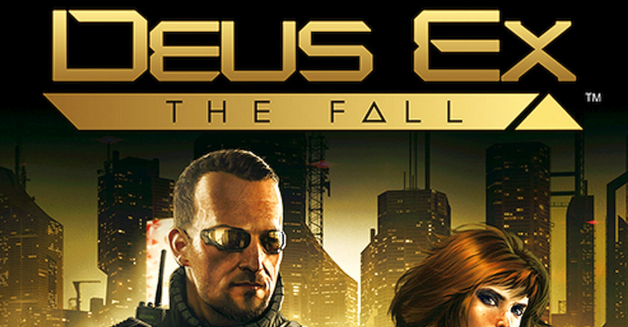 DEUS EX
THE FALL
™